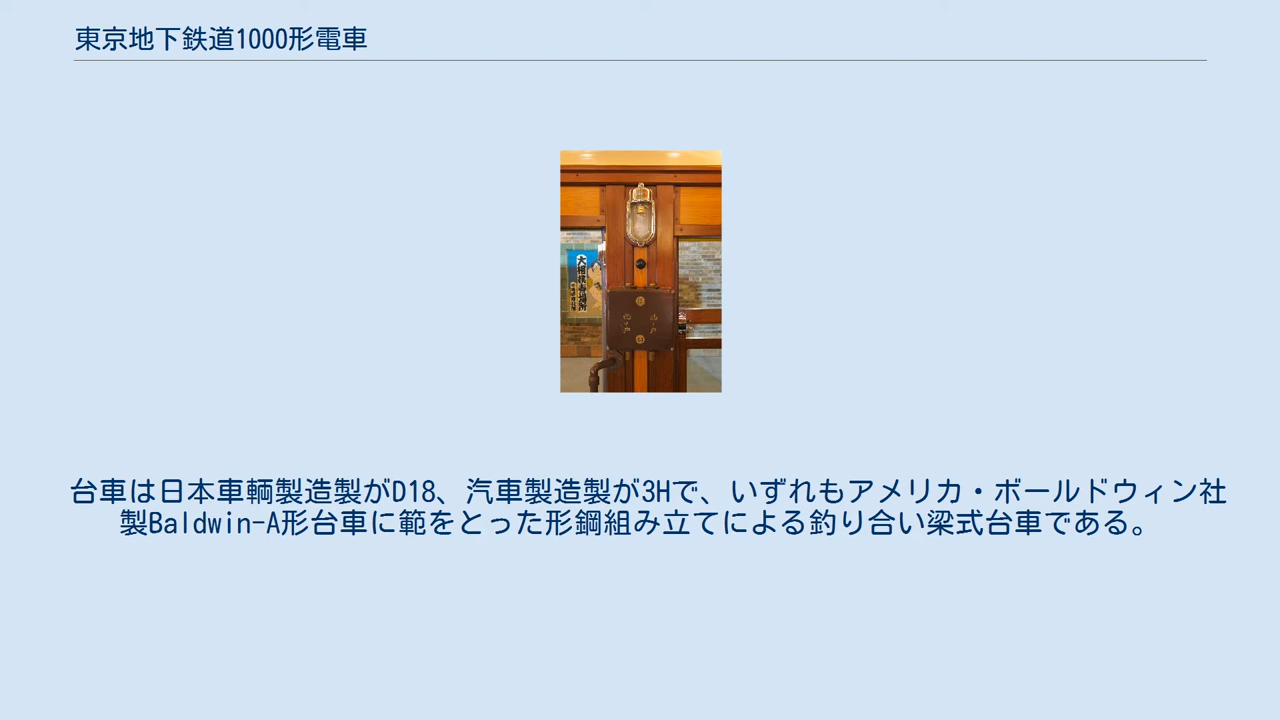 東京地下鉄道1000形電車
台車は日本車輌製造製がD18、汽車製造製が3Hで、いずれもアメリカ・ボールドウィン社
製Baldwin-A形台車に範をとった形鋼組み立てによる釣り合い梁式台車である。